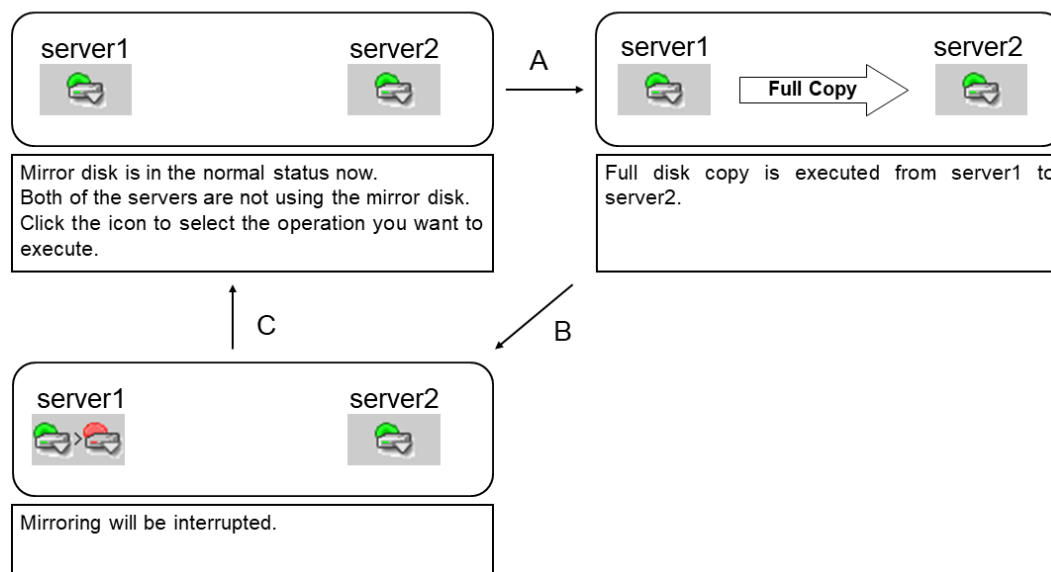 server1
server2
A
server1
server2
Full Copy
Mirror disk is in the normal status now.
Both of the servers are not using the mirror disk.
Click the icon to select the operation you want to
execute.
Full disk copy is executed from server1 to
server2.
C
B
server1
server2
>
Mirroring will be interrupted.